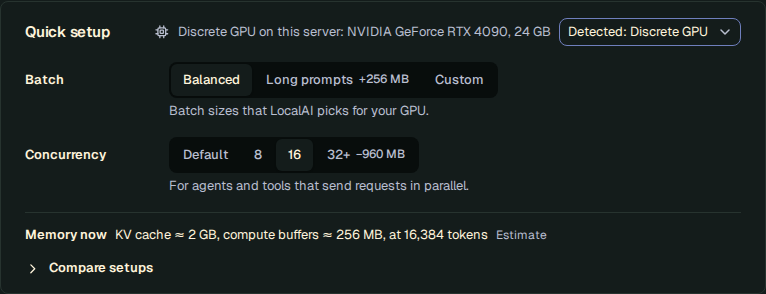 Quick setup
Discrete GPU on this server: NVIDIA GeForce RTX 4090, 24 GB
Detected: Discrete GPU
Batch
Balanced
Long prompts +256 MB
Custom
Batch sizes that LocalAI picks for your GPU.
Concurrency
Default
8
16
32+ −960 MB
For agents and tools that send requests in parallel.
Memory now KV cache ≈ 2 GB, compute buffers ≈ 256 MB, at 16,384 tokens Estimate
Compare setups